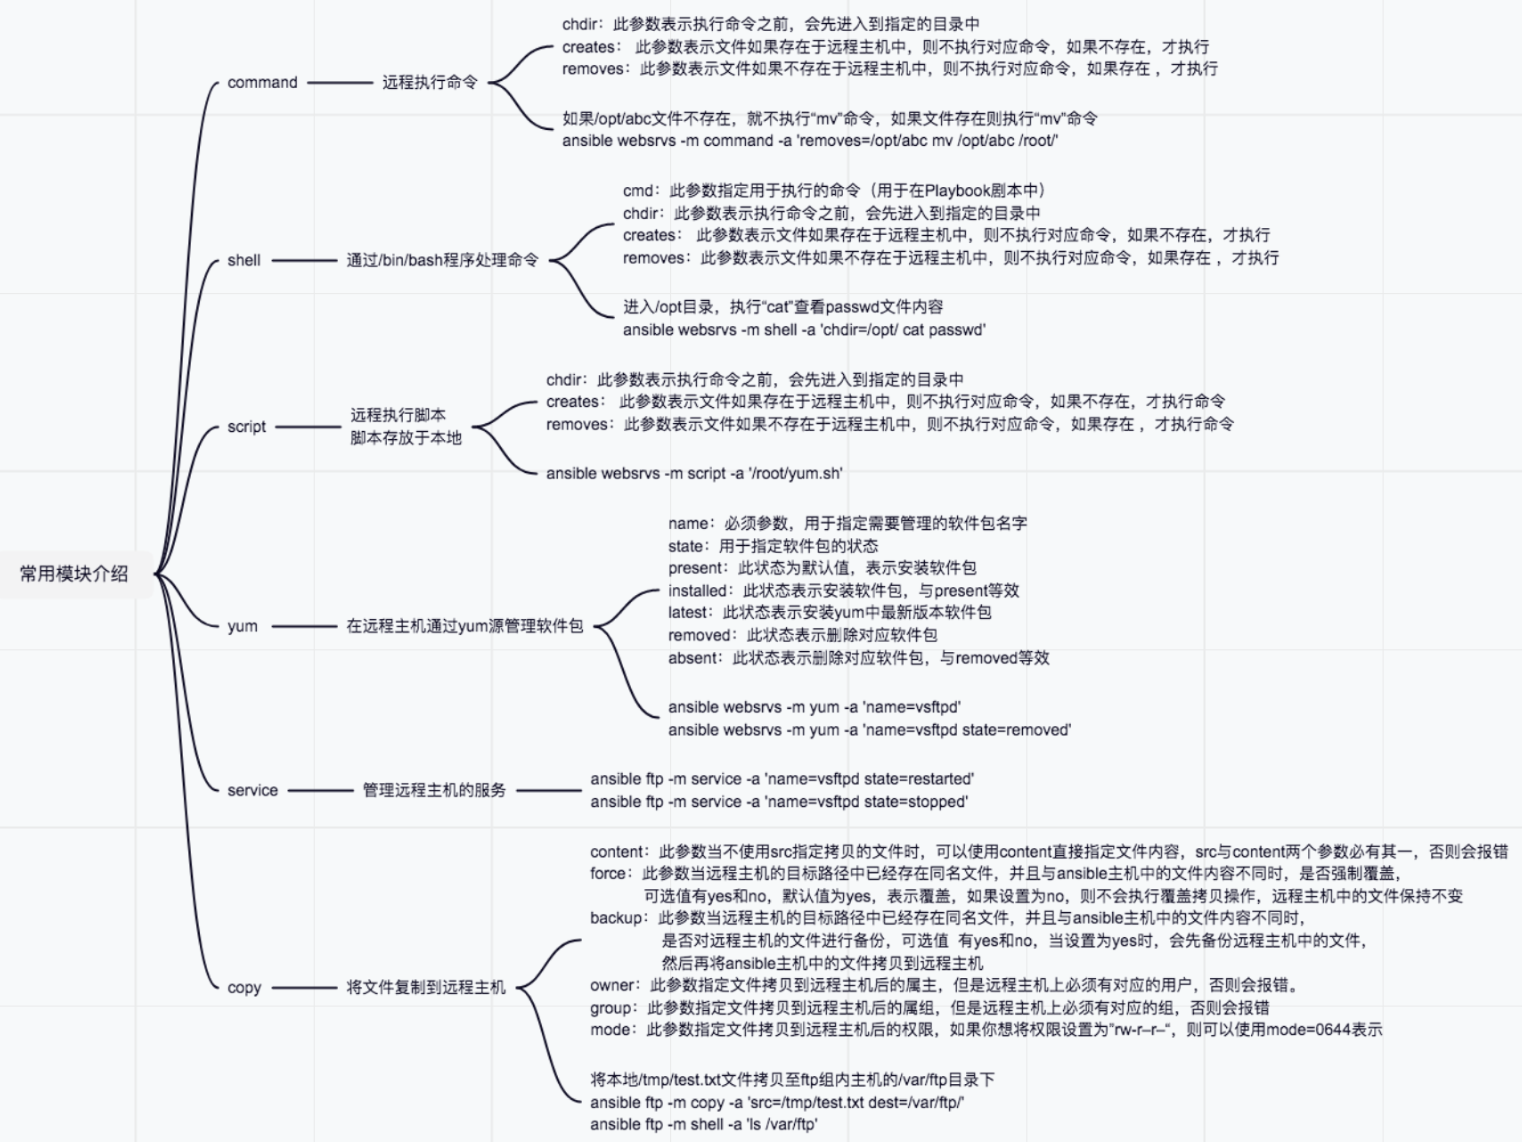 常用模块介绍
command
远程执行命令
chdir：此参数表示执行命令之前，会先进入到指定的目录中
creates： 此参数表示文件如果存在于远程主机中，则不执行对应命令，如果不存在，才执行
removes：此参数表示文件如果不存在于远程主机中，则不执行对应命令，如果存在 ，才执行
如果/opt/abc文件不存在，就不执行“mv”命令，如果文件存在则执行“mv”命令
ansible websrvs -m command -a 'removes=/opt/abc mv /opt/abc /root/'
shell
通过/bin/bash程序处理命令
cmd：此参数指定用于执行的命令（用于在Playbook剧本中）
chdir：此参数表示执行命令之前，会先进入到指定的目录中
creates： 此参数表示文件如果存在于远程主机中，则不执行对应命令，如果不存在，才执行
removes：此参数表示文件如果不存在于远程主机中，则不执行对应命令，如果存在 ，才执行
进入/opt目录，执行“cat”查看passwd文件内容
ansible websrvs -m shell -a 'chdir=/opt/ cat passwd'
script
远程执行脚本
脚本存放于本地
chdir：此参数表示执行命令之前，会先进入到指定的目录中
creates： 此参数表示文件如果存在于远程主机中，则不执行对应命令，如果不存在，才执行命令
removes：此参数表示文件如果不存在于远程主机中，则不执行对应命令，如果存在 ，才执行命令
ansible websrvs -m script -a '/root/yum.sh'
yum
在远程主机通过yum源管理软件包
name：必须参数，用于指定需要管理的软件包名字
state：用于指定软件包的状态
present：此状态为默认值，表示安装软件包
installed：此状态表示安装软件包，与present等效
latest：此状态表示安装yum中最新版本软件包
removed：此状态表示删除对应软件包
absent：此状态表示删除对应软件包，与removed等效
ansible websrvs -m yum -a 'name=vsftpd'
ansible websrvs -m yum -a 'name=vsftpd state=removed'
service
管理远程主机的服务
ansible ftp -m service -a 'name=vsftpd state=restarted'
ansible ftp -m service -a 'name=vsftpd state=stopped'
copy
将文件复制到远程主机
content：此参数当不使用src指定拷贝的文件时，可以使用content直接指定文件内容，src与content两个参数必有其一，否则会报错
force：此参数当远程主机的目标路径中已经存在同名文件，并且与ansible主机中的文件内容不同时，是否强制覆盖，
可选值有yes和no，默认值为yes，表示覆盖，如果设置为no，则不会执行覆盖拷贝操作，远程主机中的文件保持不变
backup：此参数当远程主机的目标路径中已经存在同名文件，并且与ansible主机中的文件内容不同时，
是否对远程主机的文件进行备份，可选值 有yes和no，当设置为yes时，会先备份远程主机中的文件，
然后再将ansible主机中的文件拷贝到远程主机
owner：此参数指定文件拷贝到远程主机后的属主，但是远程主机上必须有对应的用户，否则会报错。
group：此参数指定文件拷贝到远程主机后的属组，但是远程主机上必须有对应的组，否则会报错
mode：此参数指定文件拷贝到远程主机后的权限，如果你想将权限设置为“rw-r–r–“，则可以使用mode=0644表示
将本地/tmp/test.txt文件拷贝至ftp组内主机的/var/ftp目录下
ansible ftp -m copy -a 'src=/tmp/test.txt dest=/var/ftp/'
ansible ftp -m shell -a 'ls /var/ftp'